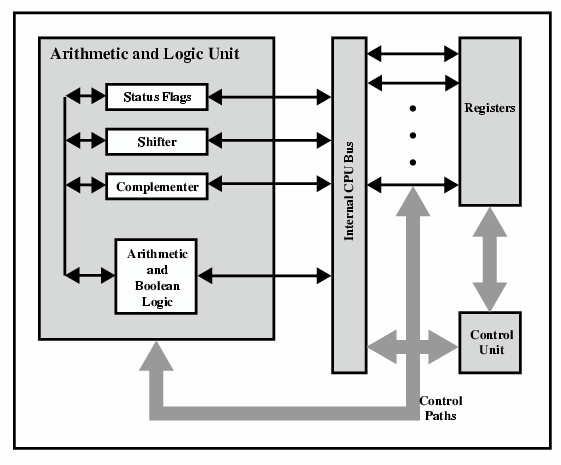 Arithmetic and Logic Unit
Status Flags
Shifter
Complementer
Arithmetic
and
Boolean
Logic
Internal CPU Bus
Registers
Control
Unit
Control
Paths